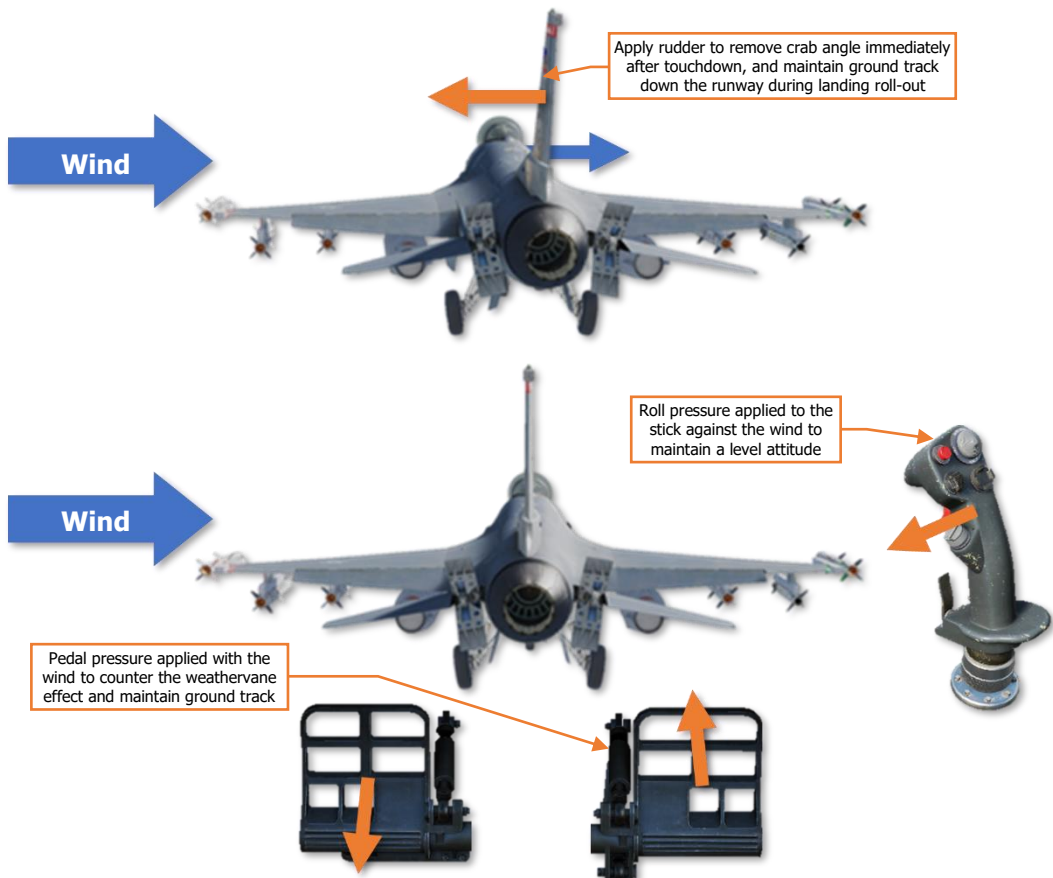 Apply rudder to remove crab angle immediately
after touchdown, and maintain ground track
down the runway during landing roll-out
Wind
Roll pressure applied to the
stick against the wind to
maintain a level attitude
Wind
Pedal pressure applied with the
wind to counter the weathervane
effect and maintain ground track